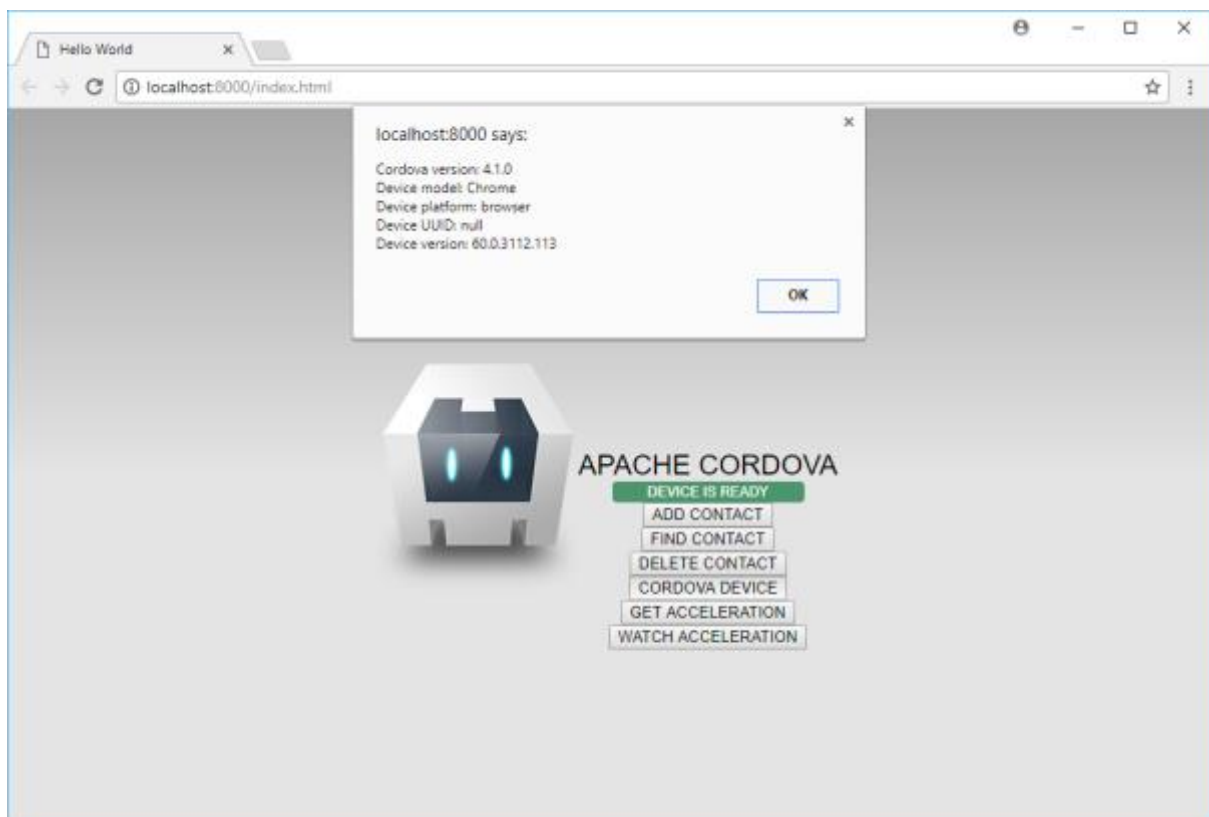 Hello World
localhost:8000/index.html
localhost:8000 says:
Cordova version: 4.1.0
Device model: Chrome
Device platform: browser
Device UUID: null
Device version: 60.0.3112.113
OK
APACHE CORDOVA
DEVICE IS READY
ADD CONTACT
FIND CONTACT
DELETE CONTACT
CORDOVA DEVICE
GET ACCELERATION
WATCH ACCELERATION